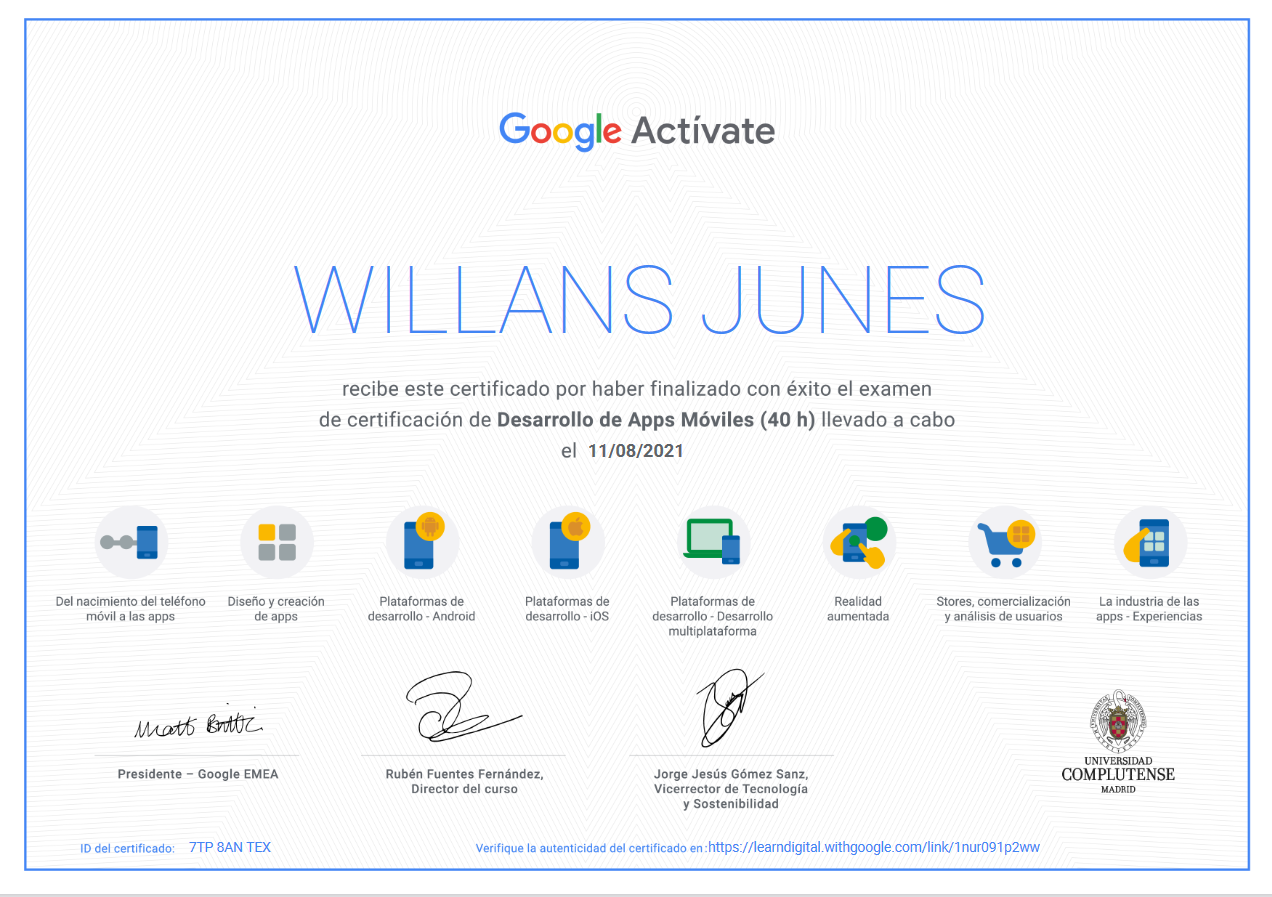 Google Actívate
WILLANS JUNES
recibe este certificado por haber finalizado con éxito el examen
de certificación de Desarrollo de Apps Móviles (40 h) llevado a cabo
el 11/08/2021
Del nacimiento del teléfono
móvil a las apps
Diseño y creación
de apps
Plataformas de
desarrollo - Android
Plataformas de
desarrollo - iOS
Plataformas de
desarrollo - Desarrollo
multiplataforma
Realidad
aumentada
Stores, comercialización
y análisis de usuarios
La industria de las
apps - Experiencias
Matt Brittin
Presidente – Google EMEA
Rubén Fuentes Fernández,
Director del curso
Jorge Jesús Gómez Sanz,
Vicerrector de Tecnología
y Sostenibilidad
UNIVERSIDAD
COMPLUTENSE
MADRID
ID del certificado: 7TP 8AN TEX
Verifique la autenticidad del certificado en:https://learndigital.withgoogle.com/link/1nur091p2ww